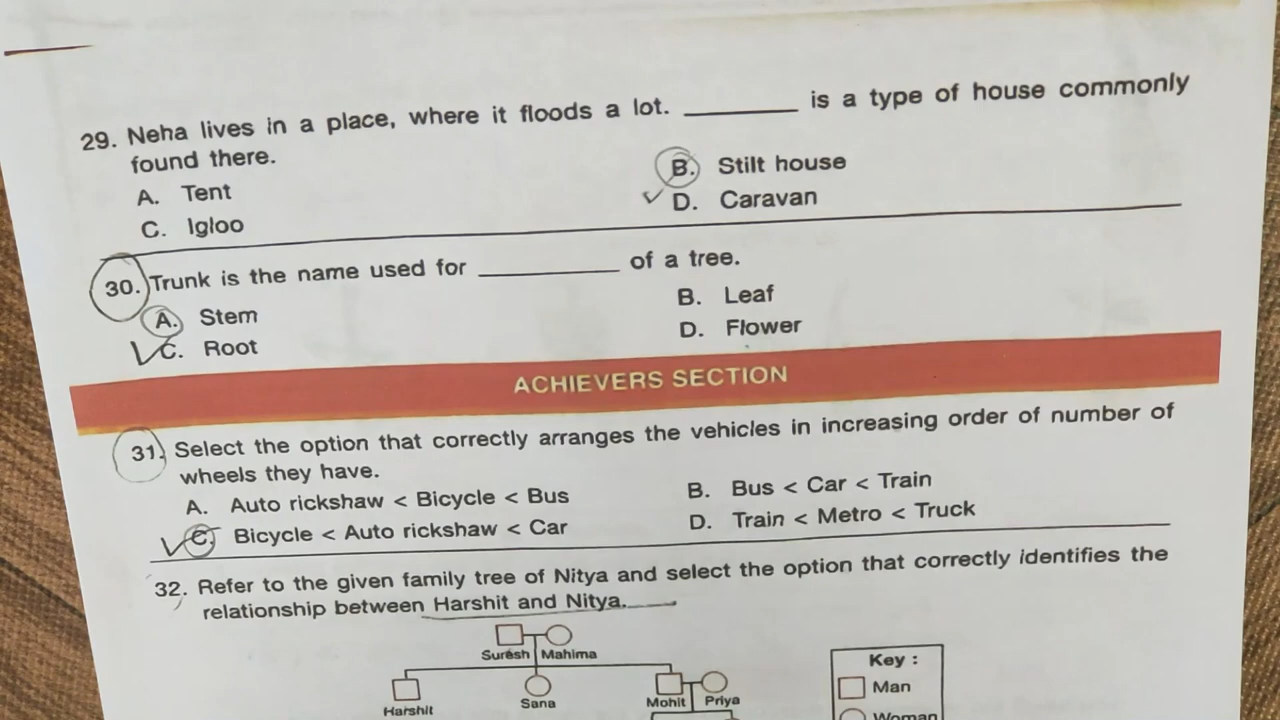 29. Neha lives in a place, where it floods a lot. ________ is a type of house commonly
found there.
A. Tent
B. Stilt house
C. Igloo
D. Caravan
30. Trunk is the name used for __________ of a tree.
A. Stem
B. Leaf
C. Root
D. Flower
ACHIEVERS SECTION
31. Select the option that correctly arranges the vehicles in increasing order of number of
wheels they have.
A. Auto rickshaw < Bicycle < Bus
B. Bus < Car < Train
C. Bicycle < Auto rickshaw < Car
D. Train < Metro < Truck
32. Refer to the given family tree of Nitya and select the option that correctly identifies the
relationship between Harshit and Nitya.
Suresh Mahima
Harshit Sana Mohit Priya
Key :
Man
Woman